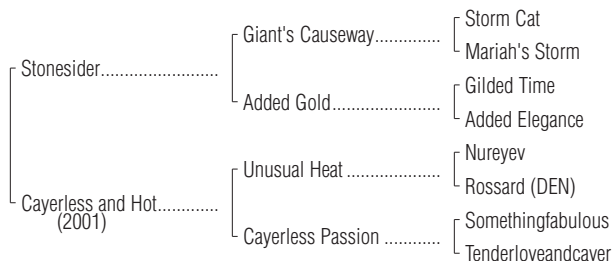 Storm Cat
Giant's Causeway..............
Mariah's Storm
Stonesider.........................
Gilded Time
Added Gold.......................
Added Elegance
Nureyev
Unusual Heat ....................
Rossard (DEN)
Cayerless and Hot.............
(2001)
Somethingfabulous
Cayerless Passion .............
Tenderloveandcaver